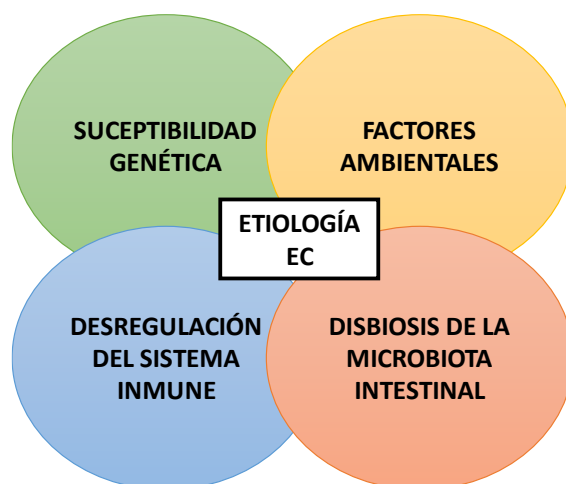 SUCEPTIBILIDAD
GENÉTICA
FACTORES
AMBIENTALES
ETIOLOGÍA
EC
DESREGULACIÓN
DEL SISTEMA
INMUNE
DISBIOSIS DE LA
MICROBIOTA
INTESTINAL